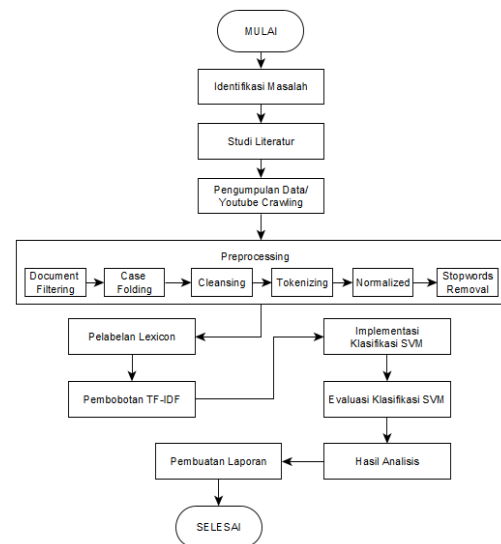 MULAI
Identifikasi Masalah
Studi Literatur
Pengumpulan Data/
Youtube Crawling
Preprocessing
Document
Filtering
Case
Folding
Cleansing
Tokenizing
Normalized
Stopwords
Removal
Pelabelan Lexicon
Pembobotan TF-IDF
Implementasi
Klasifikasi SVM
Evaluasi Klasifikasi SVM
Hasil Analisis
Pembuatan Laporan
SELESAI